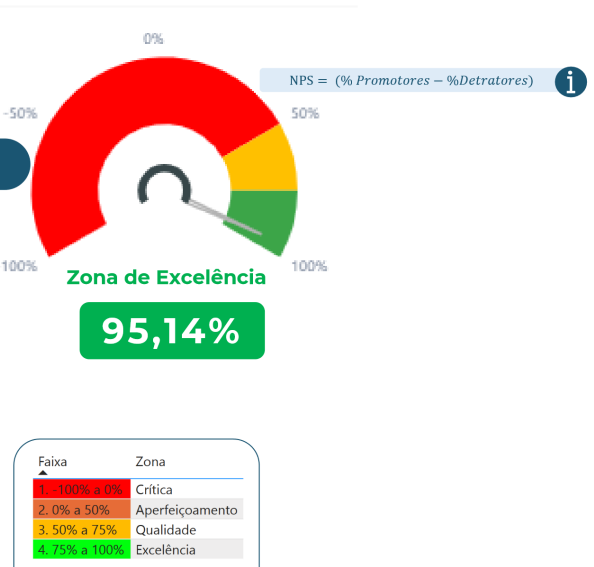 0%
NPS = (% Promotores − %Detratores)
i
-50%
50%
100%
100%
Zona de Excelência
95,14%
Faixa Zona
1. -100% a 0% Crítica
2. 0% a 50% Aperfeiçoamento
3. 50% a 75% Qualidade
4. 75% a 100% Excelência